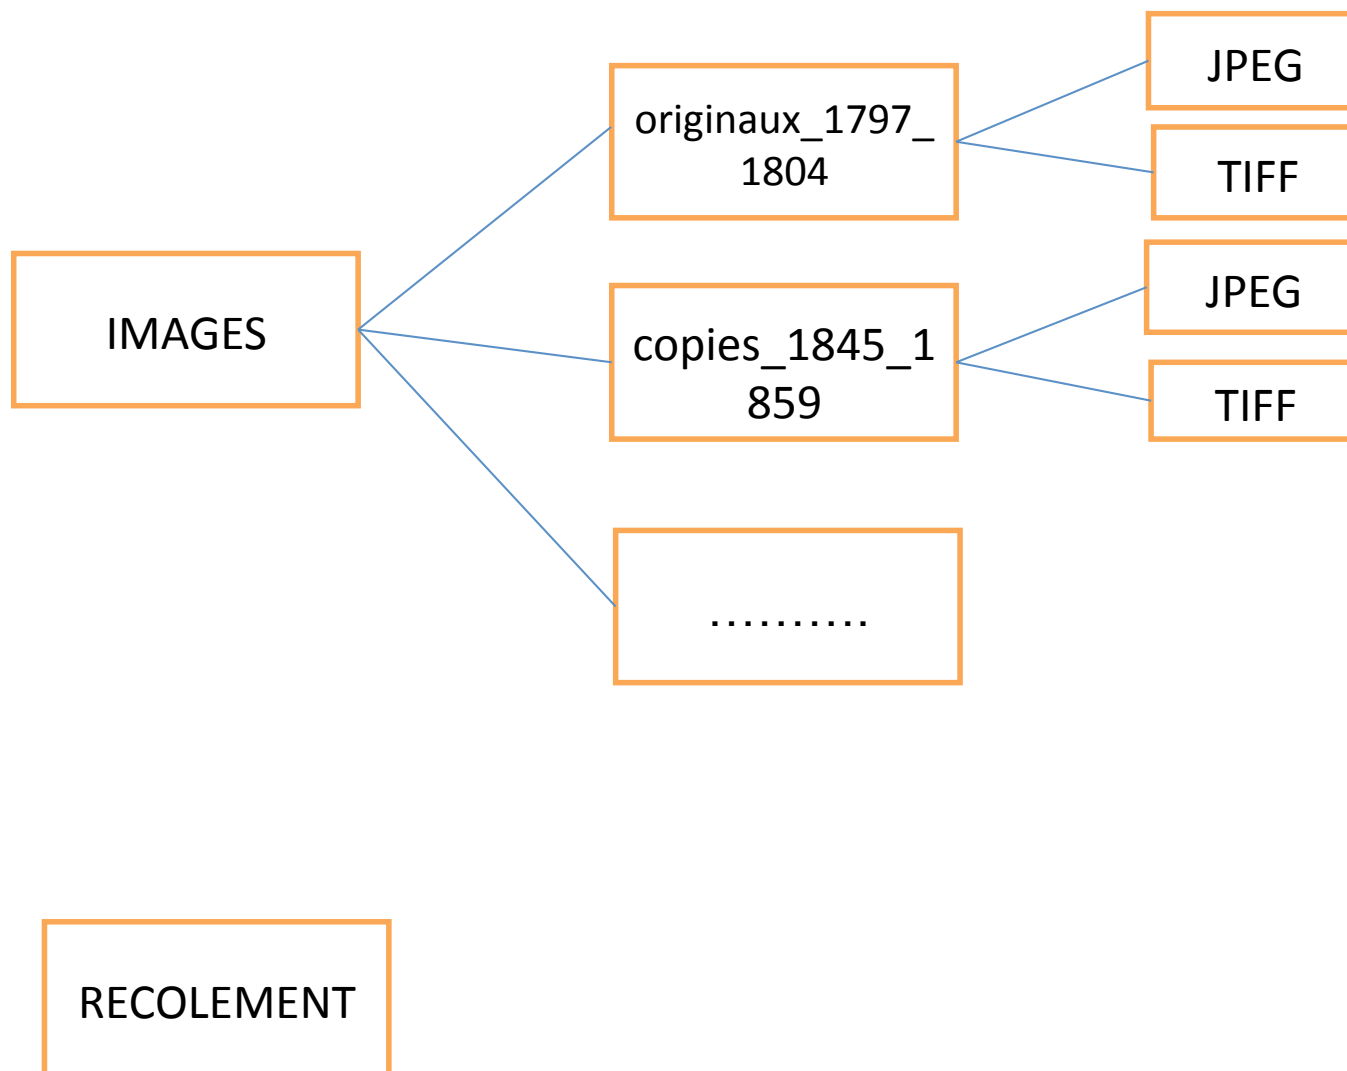 IMAGES
originaux_1797_
1804
JPEG
TIFF
copies_1845_1
859
JPEG
TIFF
..........
RECOLEMENT